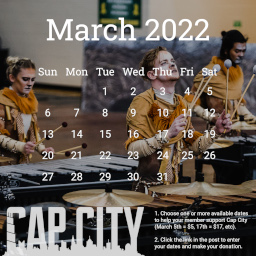 March 2022
Sun Mon Tue Wed Thu Fri Sat
1 2 3 4 5
6 7 8 9 10 11 12
13 14 15 16 17 18 19
20 21 22 23 24 25 26
27 28 29 30 31
CAP CITY
1. Choose one or more available dates
to help your member support Cap City
(March 5th = $5, 17th = $17, etc).
2. Click the link in the post to enter
your dates and make your donation.